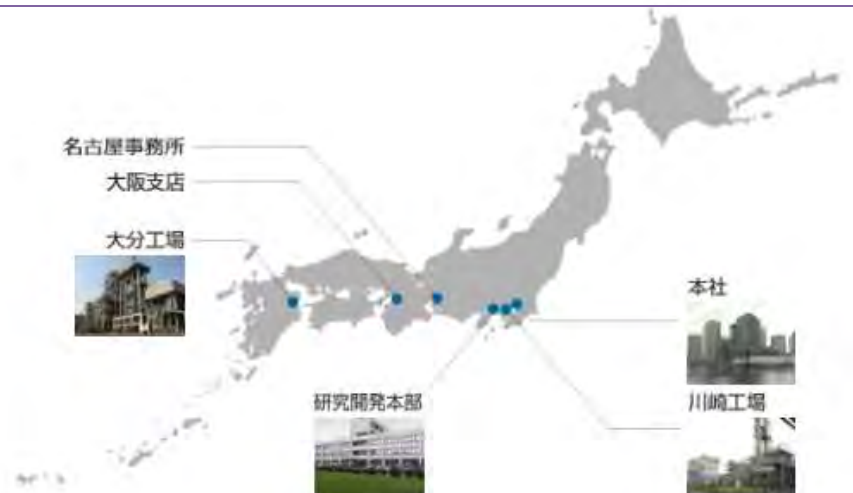 名古屋事務所
大阪支店
大分工場
本社
研究開発本部
川崎工場